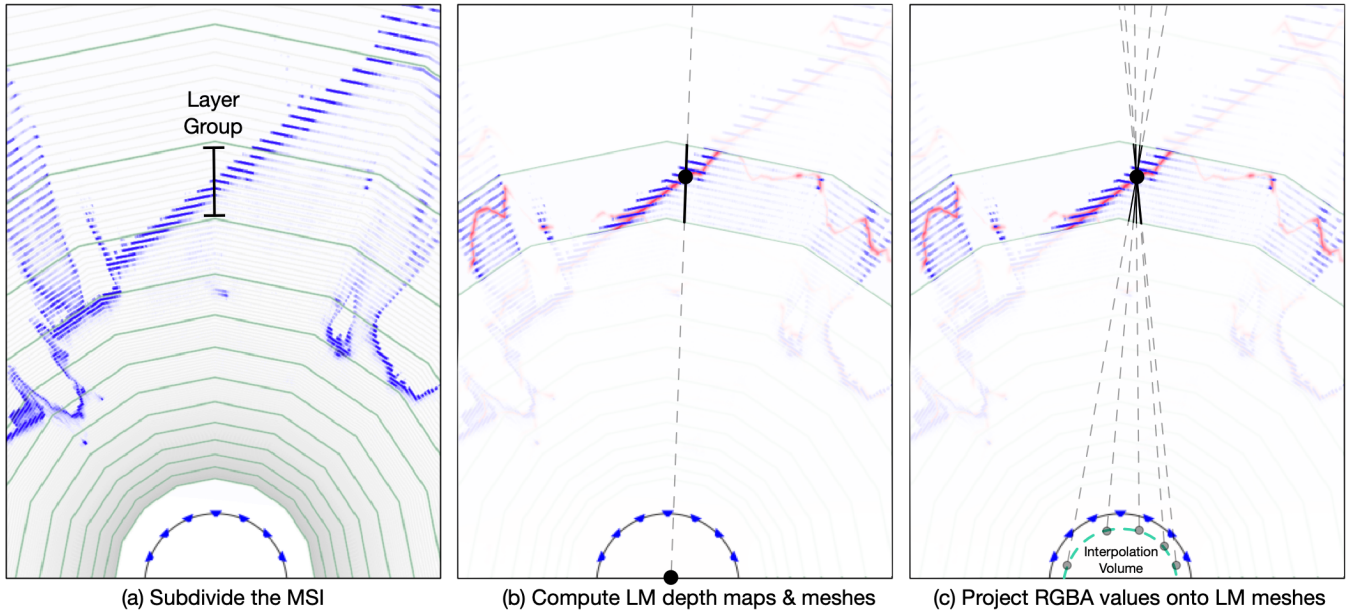 Layer
Group
Interpolation
Volume
(a) Subdivide the MSI
(b) Compute LM depth maps & meshes
(c) Project RGBA values onto LM meshes